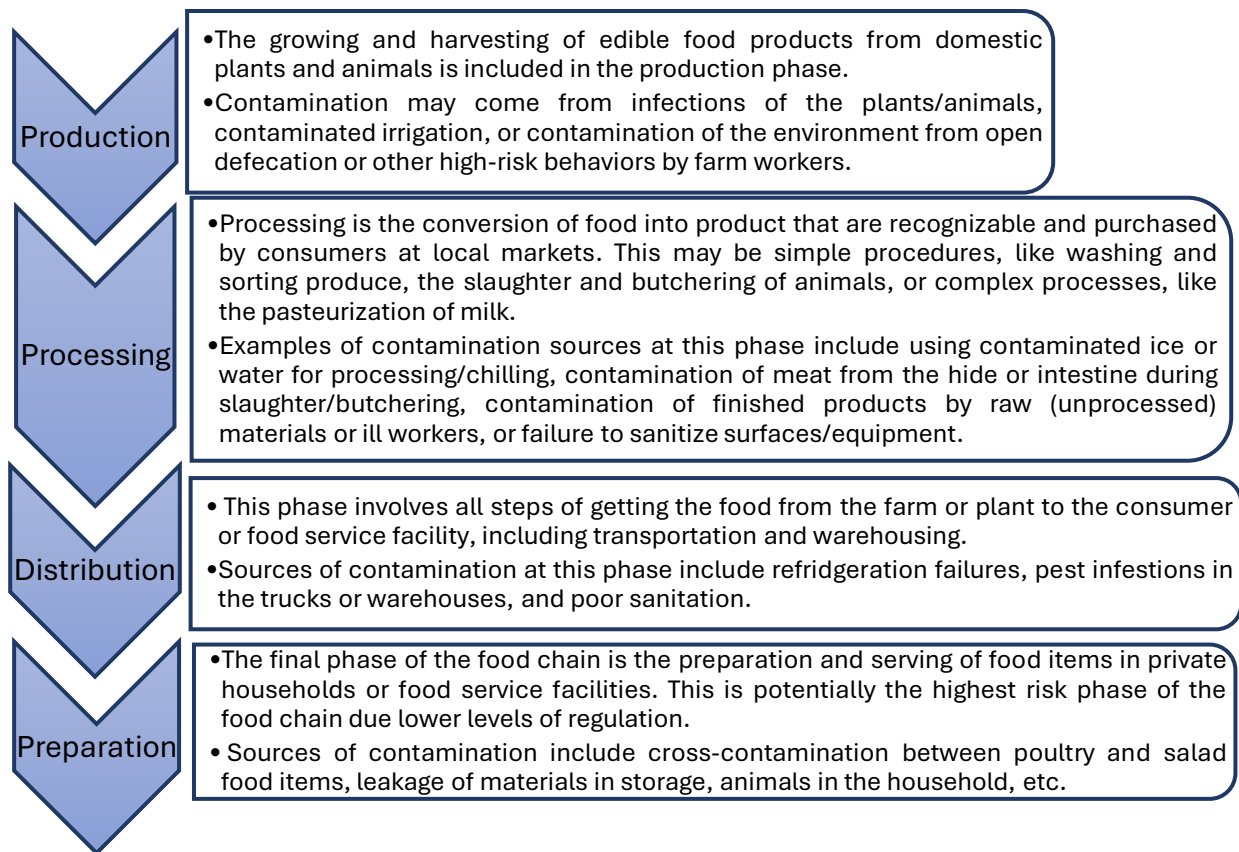 Production
•The growing and harvesting of edible food products from domestic
plants and animals is included in the production phase.
•Contamination may come from infections of the plants/animals,
contaminated irrigation, or contamination of the environment from open
defecation or other high-risk behaviors by farm workers.
Processing
•Processing is the conversion of food into product that are recognizable and purchased
by consumers at local markets. This may be simple procedures, like washing and
sorting produce, the slaughter and butchering of animals, or complex processes, like
the pasteurization of milk.
•Examples of contamination sources at this phase include using contaminated ice or
water for processing/chilling, contamination of meat from the hide or intestine during
slaughter/butchering, contamination of finished products by raw (unprocessed)
materials or ill workers, or failure to sanitize surfaces/equipment.
Distribution
• This phase involves all steps of getting the food from the farm or plant to the consumer
or food service facility, including transportation and warehousing.
• Sources of contamination at this phase include refridgeration failures, pest infestions in
the trucks or warehouses, and poor sanitation.
Preparation
•The final phase of the food chain is the preparation and serving of food items in private
households or food service facilities. This is potentially the highest risk phase of the
food chain due lower levels of regulation.
• Sources of contamination include cross-contamination between poultry and salad
food items, leakage of materials in storage, animals in the household, etc.